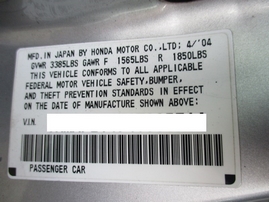 MFD.IN JAPAN BY HONDA MOTOR CO.,LTD; 4/'04
GVWR 3385LBS GAWR F 1565LBS R 1850LBS
THIS VEHICLE CONFORMS TO ALL APPLICABLE
FEDERAL MOTOR VEHICLE SAFETY,BUMPER,
AND THEFT PREVENTION STANDARDS IN EFFECT
ON THE DATE OF MANUFACTURE SHOWN ABOVE.
V.I.N.
PASSENGER CAR